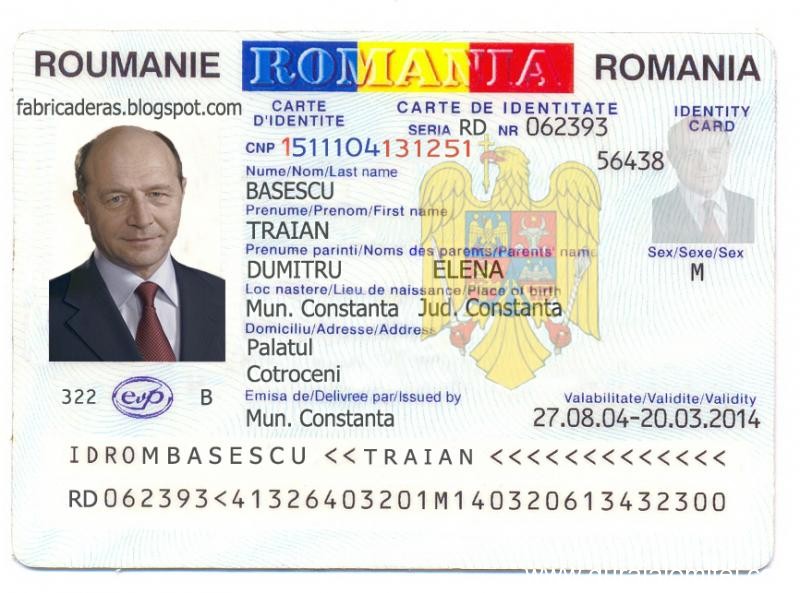 ROUMANIE ROMANIA ROMANIA
fabricaderas.blogspot.com
CARTE D'IDENTITE
CARTE DE IDENTITATE
IDENTITY CARD
SERIA RD NR 062393
CNP 1511104131251
56438
Nume/Nom/Last name
BASESCU
Prenume/Prenom/First name
TRAIAN
Prenume parinti/Noms des parents/Parents' name
DUMITRU ELENA
Sex/Sexe/Sex
M
Loc nastere/Lieu de naissance/Place of birth
Mun. Constanta Jud. Constanta
Domiciliu/Adresse/Address
Palatul
Cotroceni
322 evp B
Emisa de/Delivree par/Issued by
Mun. Constanta
Valabilitate/Validite/Validity
27.08.04-20.03.2014
IDROMBASESCU <<TRAIAN <<<<<<<<<<<<<
RD062393<41326403201M140320613432300